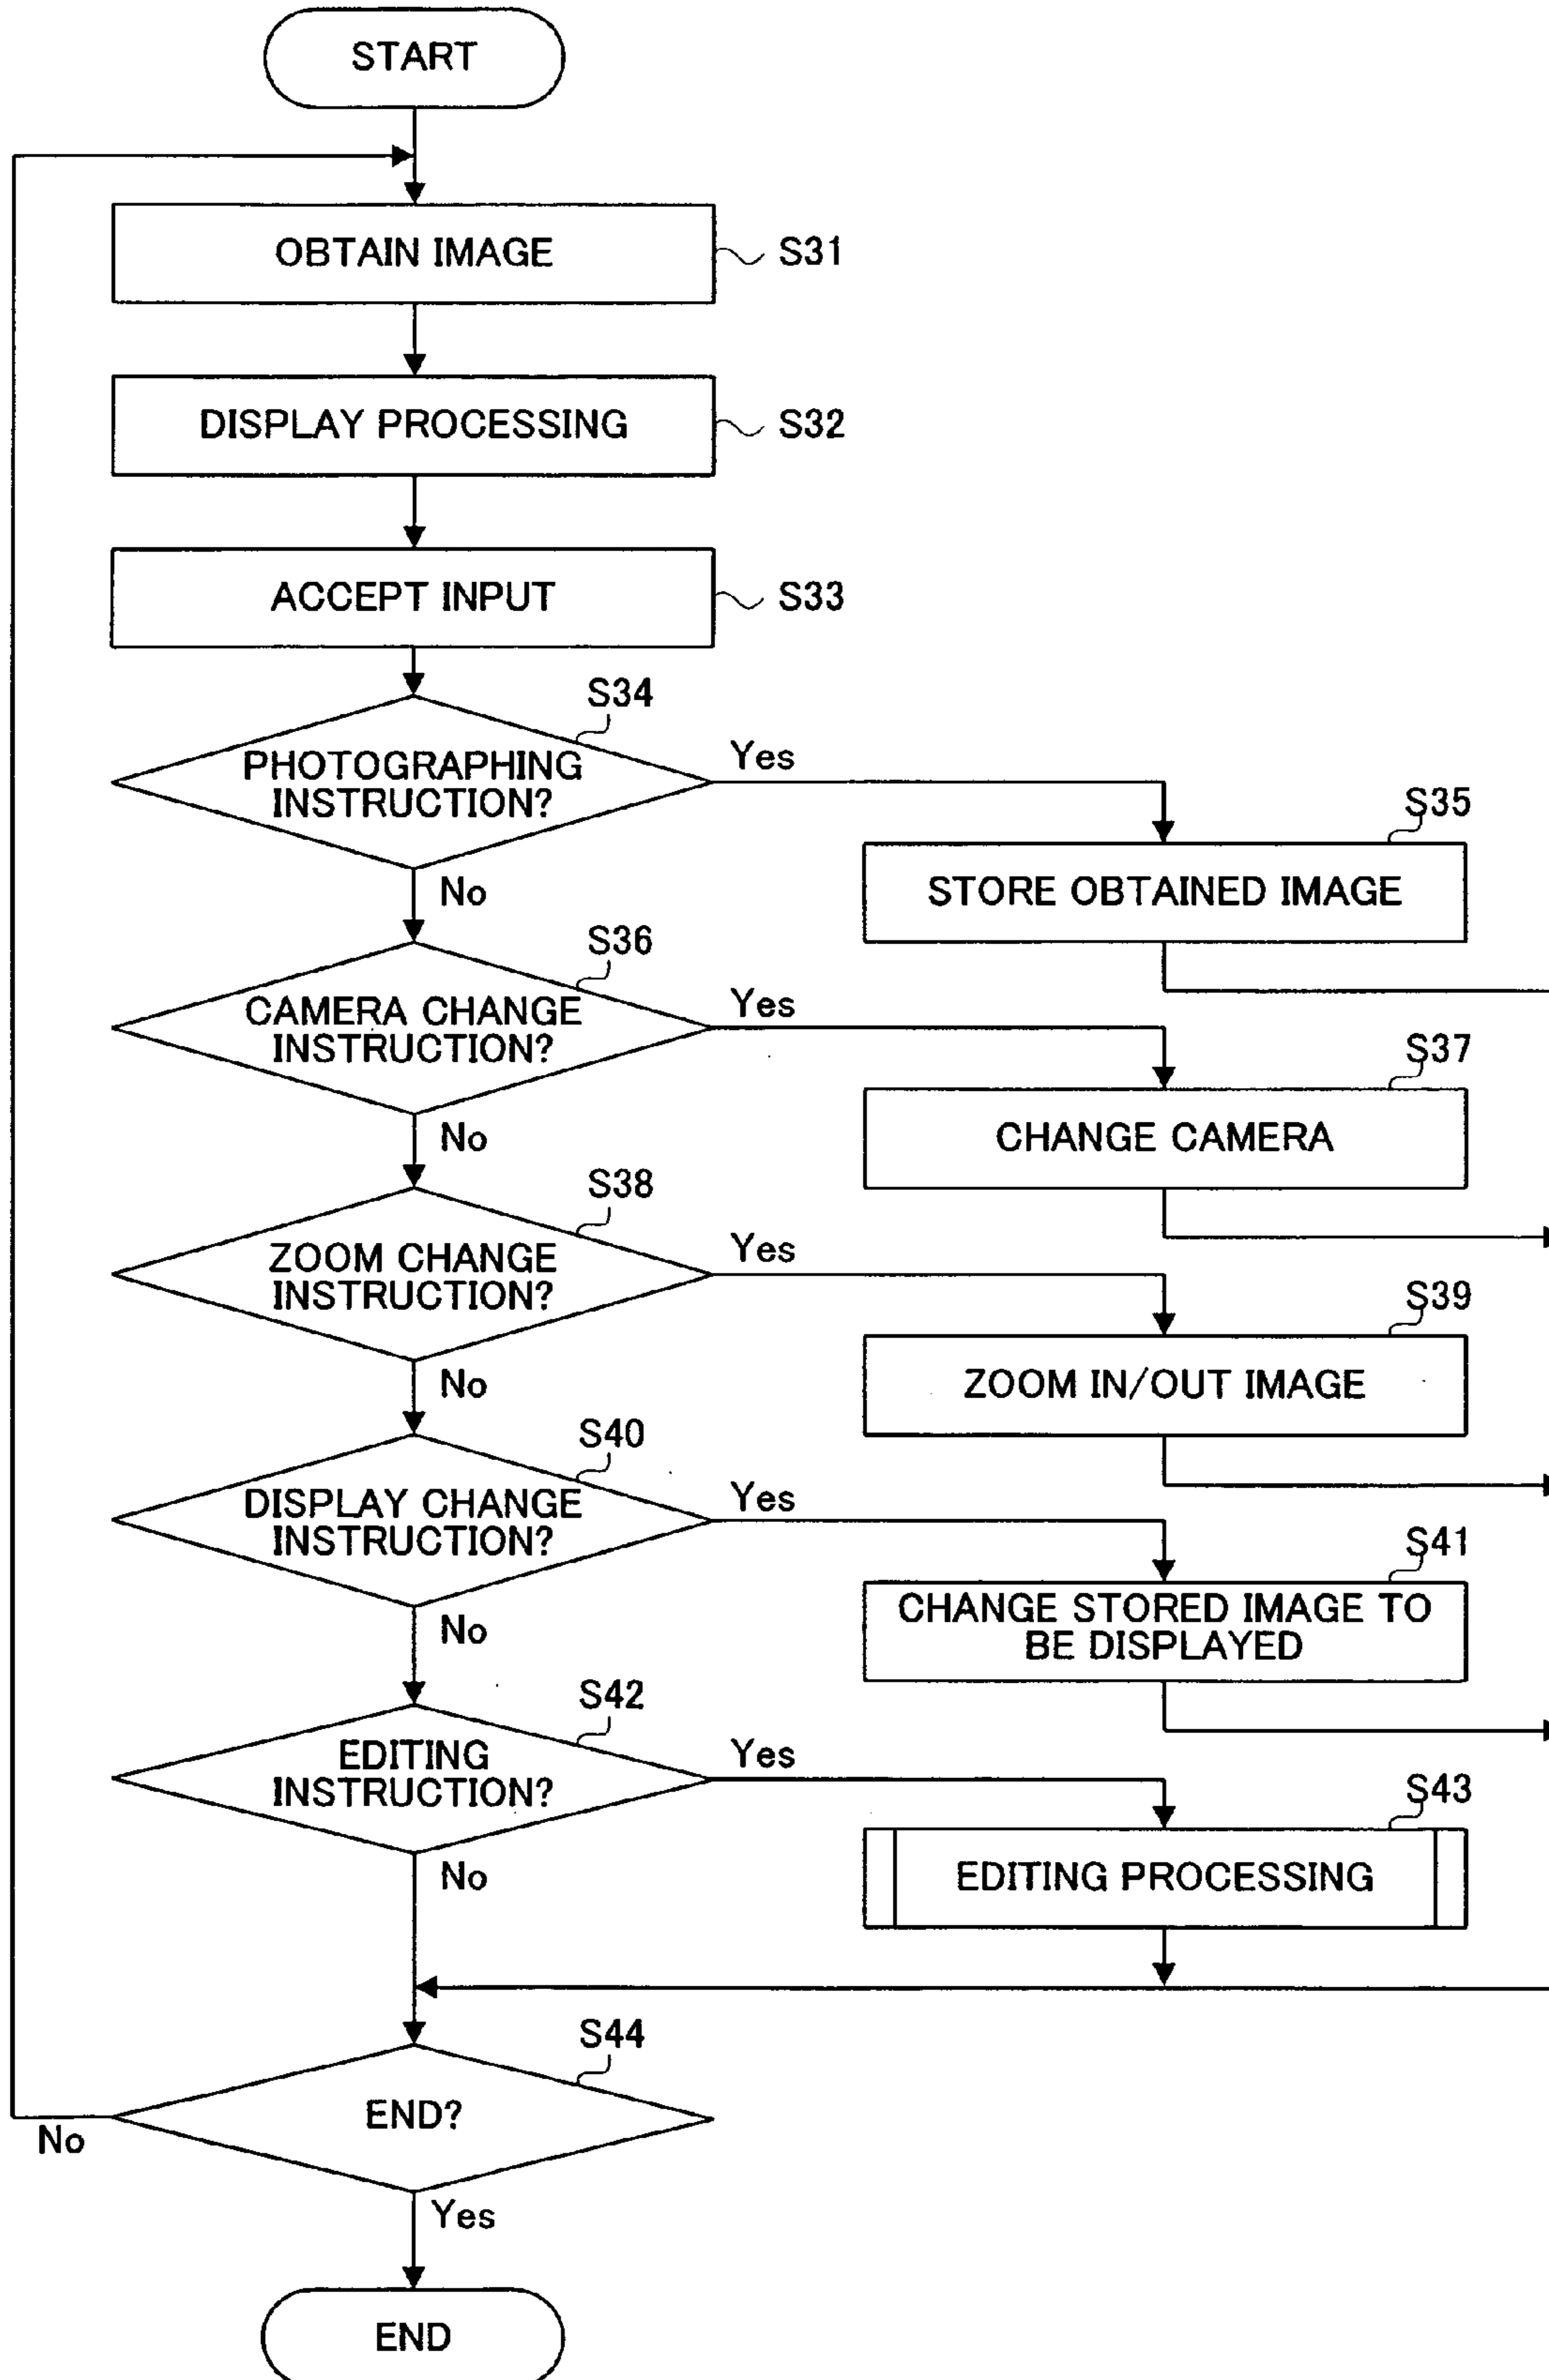 START
OBTAIN IMAGE
S31
DISPLAY PROCESSING
S32
ACCEPT INPUT
S33
S34
PHOTOGRAPHING
INSTRUCTION?
Yes
No
S35
STORE OBTAINED IMAGE
S36
CAMERA CHANGE
INSTRUCTION?
Yes
No
S37
CHANGE CAMERA
S38
ZOOM CHANGE
INSTRUCTION?
Yes
No
S39
ZOOM IN/OUT IMAGE
S40
DISPLAY CHANGE
INSTRUCTION?
Yes
No
S41
CHANGE STORED IMAGE TO
BE DISPLAYED
S42
EDITING
INSTRUCTION?
Yes
No
S43
EDITING PROCESSING
S44
END?
No
Yes
END